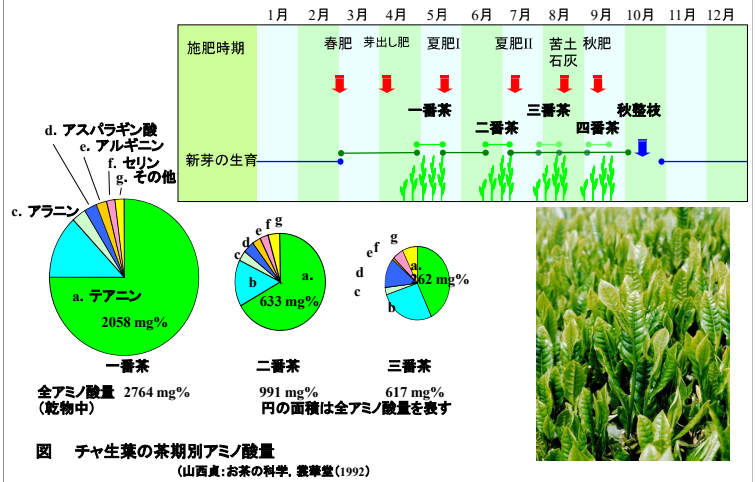 1月 2月 3月 4月 5月 6月 7月 8月 9月 10月 11月 12月
施肥時期 春肥 芽出し肥 夏肥I 夏肥II 苦土 秋肥
石灰
一番茶 三番茶 秋整枝
二番茶 四番茶
新芽の生育
d. アスパラギン酸
e. アルギニン
f. セリン
g. その他
c. アラニン
a. テアニン
2058 mg%
c d e f g
b a.
633 mg%
c d e f g
b a.
262 mg%
一番茶 二番茶 三番茶
全アミノ酸量 2764 mg% 991 mg% 617 mg%
(乾物中) 円の面積は全アミノ酸量を表す
図 チャ生葉の茶期別アミノ酸量
(山西貞:お茶の科学, 裳華堂(1992)